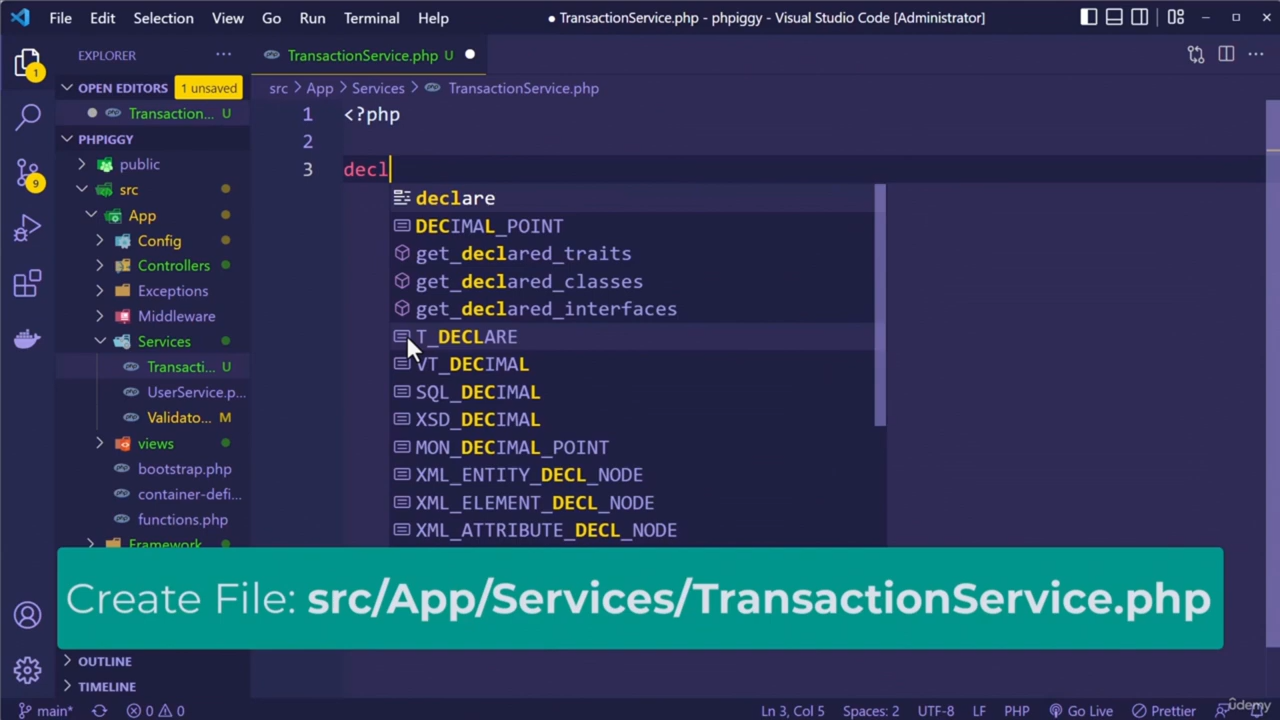 File Edit Selection View Go Run Terminal Help
● TransactionService.php - phpiggy - Visual Studio Code [Administrator]
EXPLORER
TransactionService.php U
OPEN EDITORS 1 unsaved
src > App > Services > TransactionService.php
Transaction... U
PHPIGGY
public
src
App
Config
Controllers
Exceptions
Middleware
Services
Transacti... U
UserService.p...
Validato... M
views
bootstrap.php
container-defi...
functions.php
Framework
1 <?php
2
3 decl
declare
DECIMAL_POINT
get_declared_traits
get_declared_classes
get_declared_interfaces
T_DECLARE
VT_DECIMAL
SQL_DECIMAL
XSD_DECIMAL
MON_DECIMAL_POINT
XML_ENTITY_DECL_NODE
XML_ELEMENT_DECL_NODE
XML_ATTRIBUTE_DECL_NODE
Create File: src/App/Services/TransactionService.php
OUTLINE
TIMELINE
1
9
main* 0 0
Ln 3, Col 5 Spaces: 2 UTF-8 LF PHP Go Live Prettier
udemy